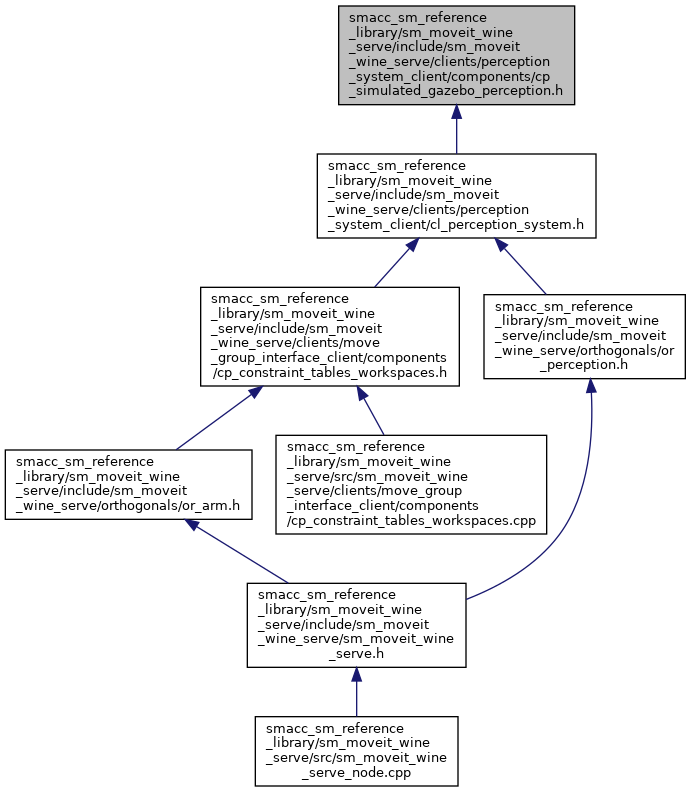 smacc_sm_reference
_library/sm_moveit_wine
_serve/include/sm_moveit
_wine_serve/clients/perception
_system_client/components/cp
_simulated_gazebo_perception.h
smacc_sm_reference
_library/sm_moveit_wine
_serve/include/sm_moveit
_wine_serve/clients/perception
_system_client/cl_perception_system.h
smacc_sm_reference
_library/sm_moveit_wine
_serve/include/sm_moveit
_wine_serve/clients/move
_group_interface_client/components
/cp_constraint_tables_workspaces.h
smacc_sm_reference
_library/sm_moveit_wine
_serve/include/sm_moveit
_wine_serve/orthogonals/or
_perception.h
smacc_sm_reference
_library/sm_moveit_wine
_serve/include/sm_moveit
_wine_serve/orthogonals/or_arm.h
smacc_sm_reference
_library/sm_moveit_wine
_serve/src/sm_moveit_wine
_serve/clients/move_group
_interface_client/components
/cp_constraint_tables_workspaces.cpp
smacc_sm_reference
_library/sm_moveit_wine
_serve/include/sm_moveit
_wine_serve/sm_moveit_wine
_serve.h
smacc_sm_reference
_library/sm_moveit_wine
_serve/src/sm_moveit_wine
_serve_node.cpp